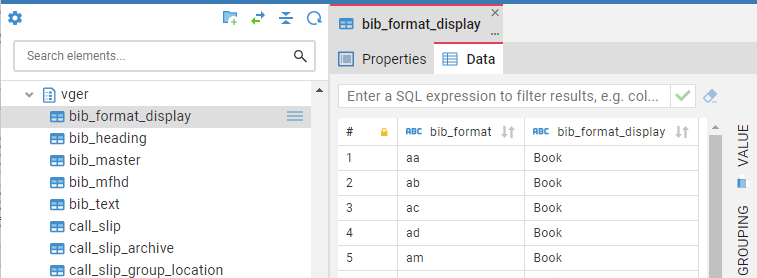 Search elements...
vger
bib_format_display
bib_heading
bib_master
bib_mfhd
bib_text
call_slip
call_slip_archive
call_slip_group_location
bib_format_display
Properties
Data
Enter a SQL expression to filter results, e.g. col...
# ABC bib_format ABC bib_format_display
1 aa Book
2 ab Book
3 ac Book
4 ad Book
5 am Book
VALUE
GROUPING